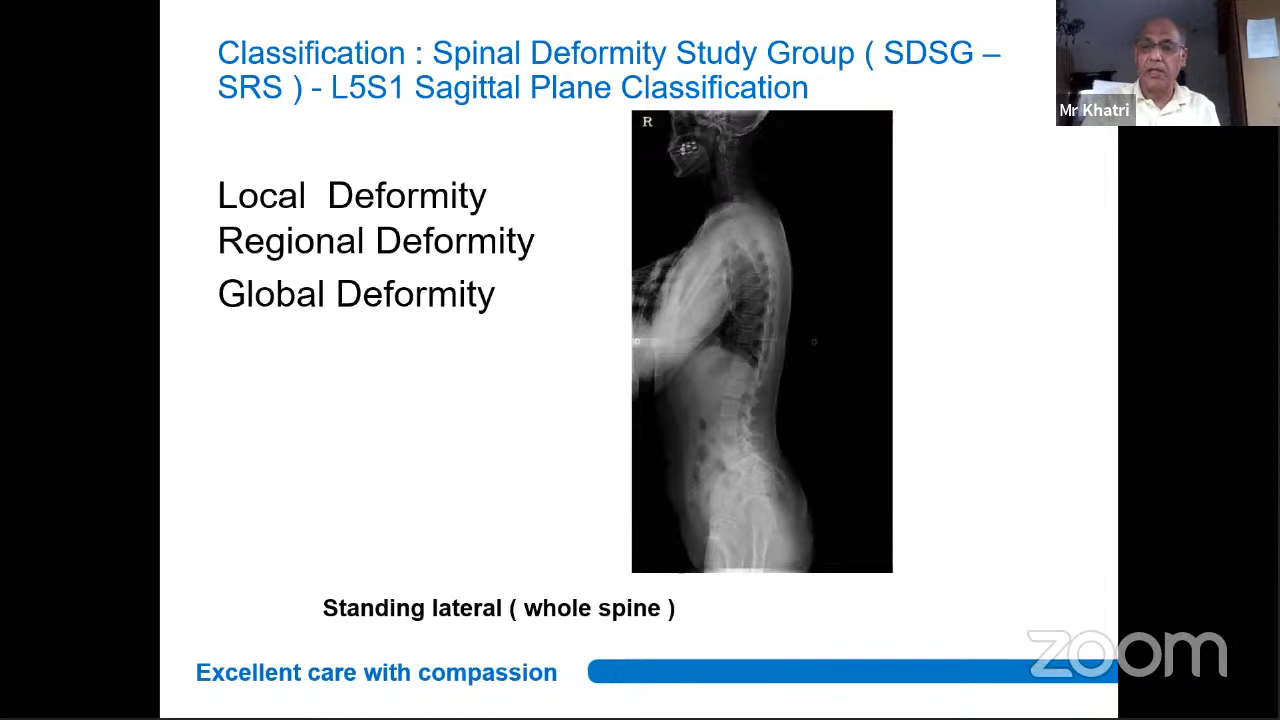 Classification : Spinal Deformity Study Group ( SDSG –
SRS ) - L5S1 Sagittal Plane Classification
R
Mr Khatri
Local Deformity
Regional Deformity
Global Deformity
Standing lateral ( whole spine )
Excellent care with compassion
zoom